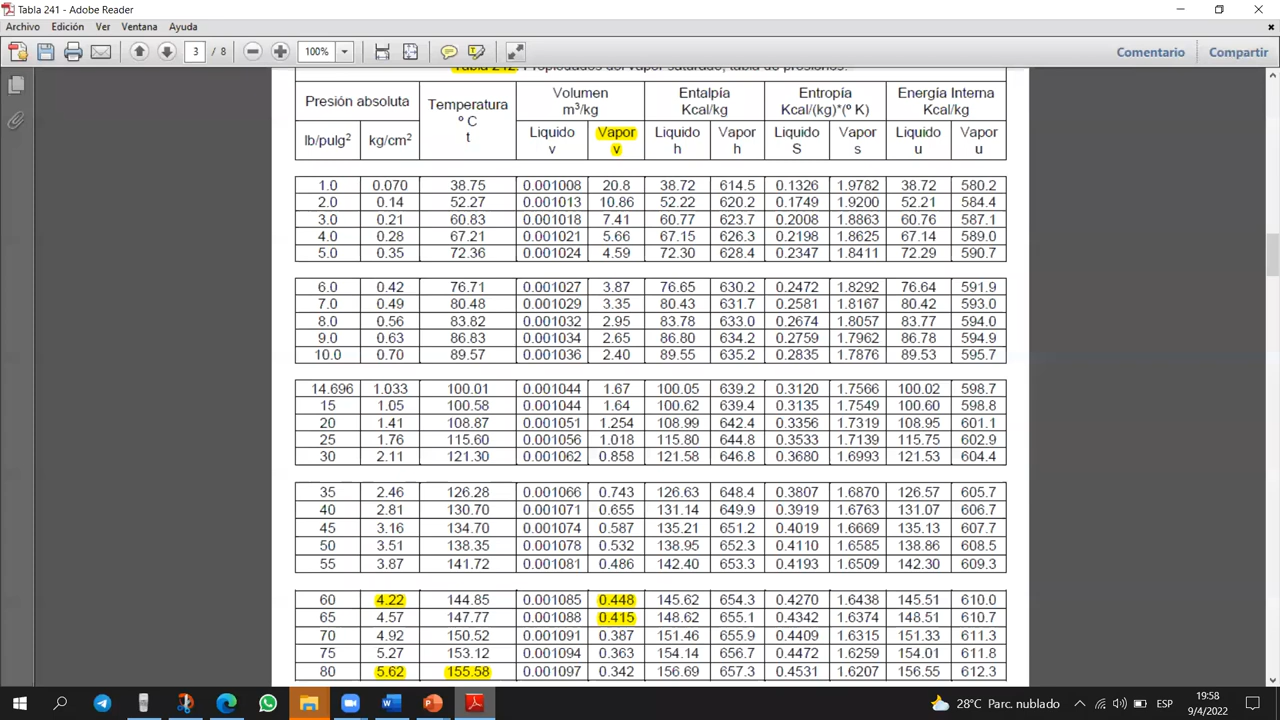 Tabla 241 - Adobe Reader
Archivo Edición Ver Ventana Ayuda
3 / 8 100% Comentario Compartir
Tabla 242. Propiedades del vapor saturado, tabla de presiones.
Presión absoluta Temperatura º C t Volumen m³/kg Entalpía Kcal/kg Entropía Kcal/(kg)*(º K) Energía Interna Kcal/kg
lb/pulg² kg/cm² Liquido v Vapor v Liquido h Vapor h Liquido S Vapor s Liquido u Vapor u
1.0 0.070 38.75 0.001008 20.8 38.72 614.5 0.1326 1.9782 38.72 580.2
2.0 0.14 52.27 0.001013 10.86 52.22 620.2 0.1749 1.9200 52.21 584.4
3.0 0.21 60.83 0.001018 7.41 60.77 623.7 0.2008 1.8863 60.76 587.1
4.0 0.28 67.21 0.001021 5.66 67.15 626.3 0.2198 1.8625 67.14 589.0
5.0 0.35 72.36 0.001024 4.59 72.30 628.4 0.2347 1.8411 72.29 590.7
6.0 0.42 76.71 0.001027 3.87 76.65 630.2 0.2472 1.8292 76.64 591.9
7.0 0.49 80.48 0.001029 3.35 80.43 631.7 0.2581 1.8167 80.42 593.0
8.0 0.56 83.82 0.001032 2.95 83.78 633.0 0.2674 1.8057 83.77 594.0
9.0 0.63 86.83 0.001034 2.65 86.80 634.2 0.2759 1.7962 86.78 594.9
10.0 0.70 89.57 0.001036 2.40 89.55 635.2 0.2835 1.7876 89.53 595.7
14.696 1.033 100.01 0.001044 1.67 100.05 639.2 0.3120 1.7566 100.02 598.7
15 1.05 100.58 0.001044 1.64 100.62 639.4 0.3135 1.7549 100.60 598.8
20 1.41 108.87 0.001051 1.254 108.99 642.4 0.3356 1.7319 108.95 601.1
25 1.76 115.60 0.001056 1.018 115.80 644.8 0.3533 1.7139 115.75 602.9
30 2.11 121.30 0.001062 0.858 121.58 646.8 0.3680 1.6993 121.53 604.4
35 2.46 126.28 0.001066 0.743 126.63 648.4 0.3807 1.6870 126.57 605.7
40 2.81 130.70 0.001071 0.655 131.14 649.9 0.3919 1.6763 131.07 606.7
45 3.16 134.70 0.001074 0.587 135.21 651.2 0.4019 1.6669 135.13 607.7
50 3.51 138.35 0.001078 0.532 138.95 652.3 0.4110 1.6585 138.86 608.5
55 3.87 141.72 0.001081 0.486 142.40 653.3 0.4193 1.6509 142.30 609.3
60 4.22 144.85 0.001085 0.448 145.62 654.3 0.4270 1.6438 145.51 610.0
65 4.57 147.77 0.001088 0.415 148.62 655.1 0.4342 1.6374 148.51 610.7
70 4.92 150.52 0.001091 0.387 151.46 655.9 0.4409 1.6315 151.33 611.3
75 5.27 153.12 0.001094 0.363 154.14 656.7 0.4472 1.6259 154.01 611.8
80 5.62 155.58 0.001097 0.342 156.69 657.3 0.4531 1.6207 156.55 612.3
28°C Parc. nublado ESP 19:58
9/4/2022